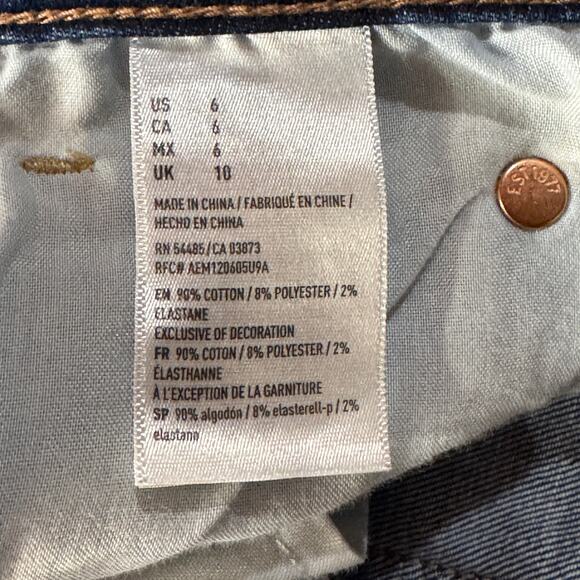 US 6
CA 6
MX 6
UK 10
MADE IN CHINA / FABRIQUÉ EN CHINE /
HECHO EN CHINA
RN 54485 / CA 03873
RFC# AEM120605U9A
EN 90% COTTON / 8% POLYESTER / 2%
ELASTANE
EXCLUSIVE OF DECORATION
FR 90% COTON / 8% POLYESTER / 2%
ÉLASTHANNE
À L'EXCEPTION DE LA GARNITURE
SP 90% algodón / 8% elasterell-p / 2%
elastano
EST 1977